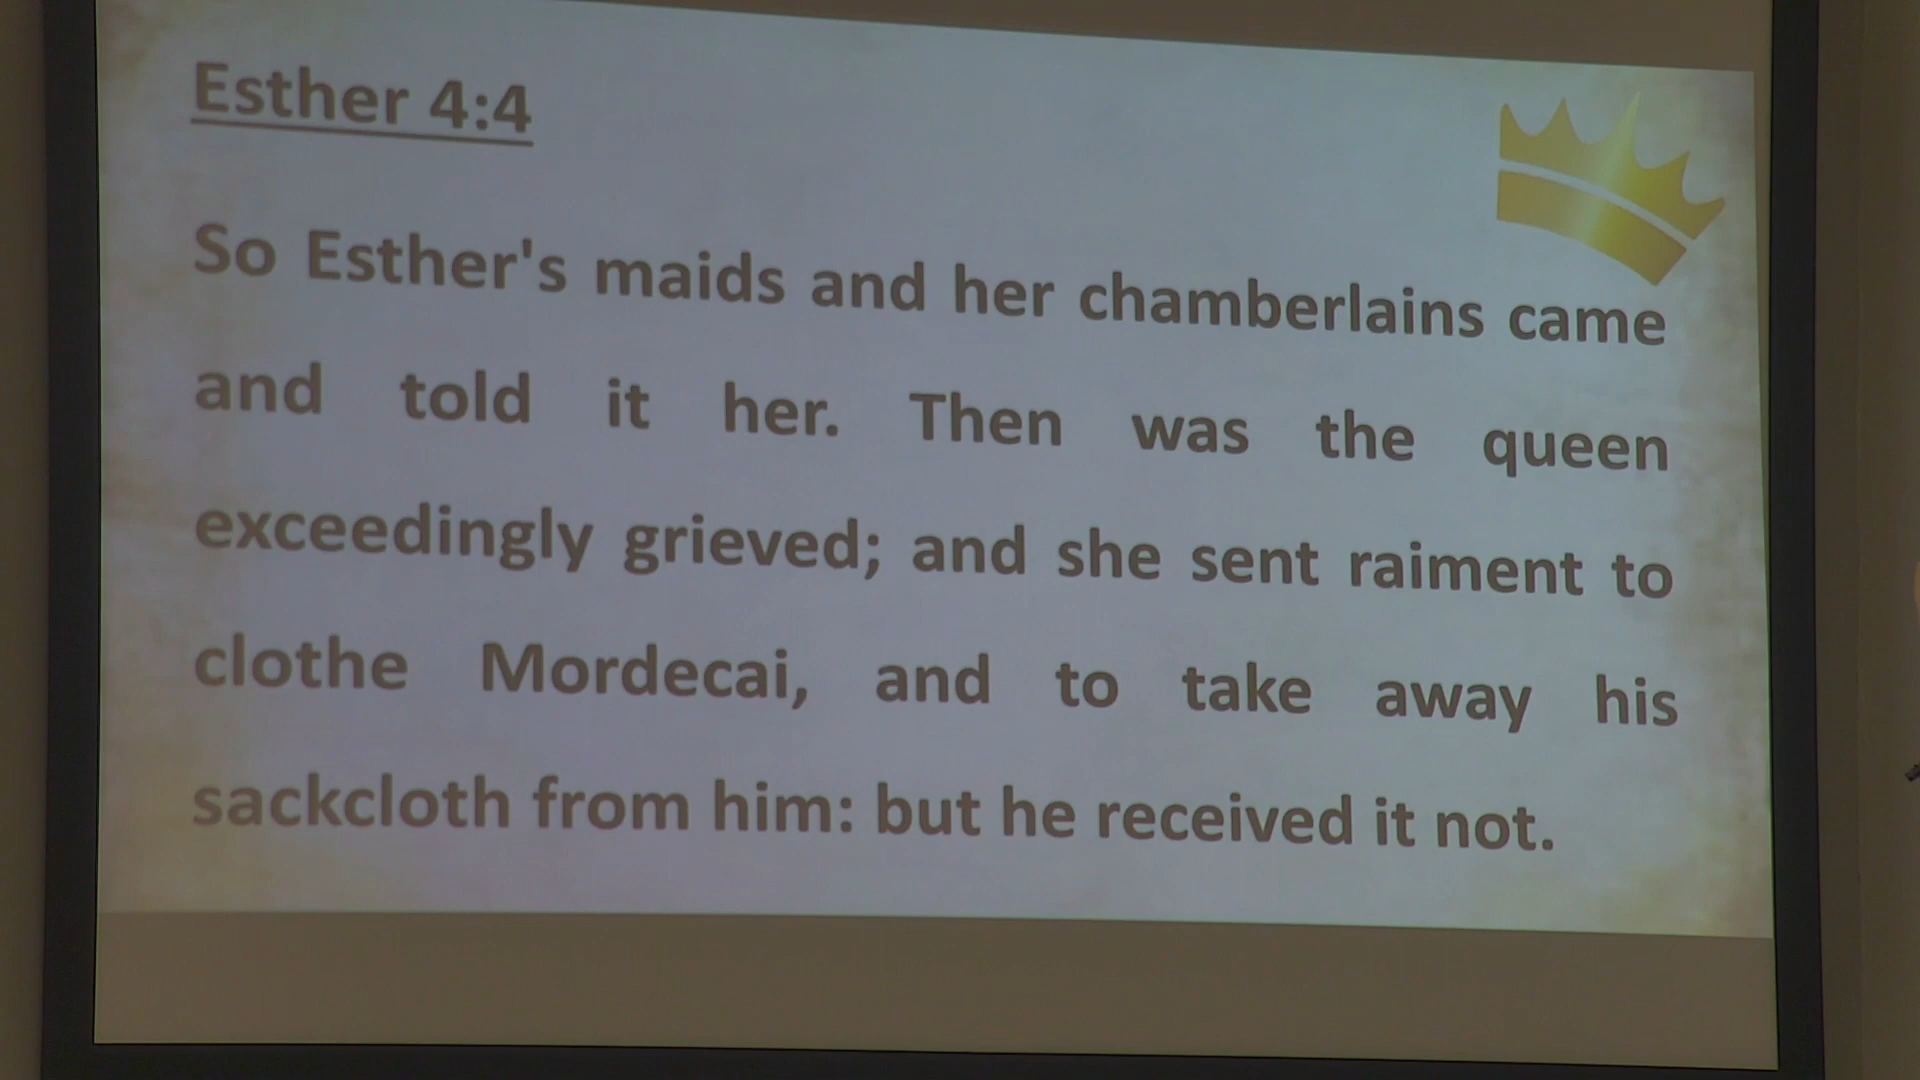 Esther 4:4
So Esther's maids and her chamberlains came
and told it her. Then was the queen
exceedingly grieved; and she sent raiment to
clothe Mordecai, and to take away his
sackcloth from him: but he received it not.